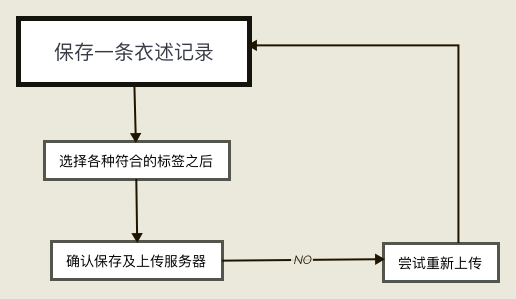 保存一条衣述记录
选择各种符合的标签之后
确认保存及上传服务器
NO
尝试重新上传